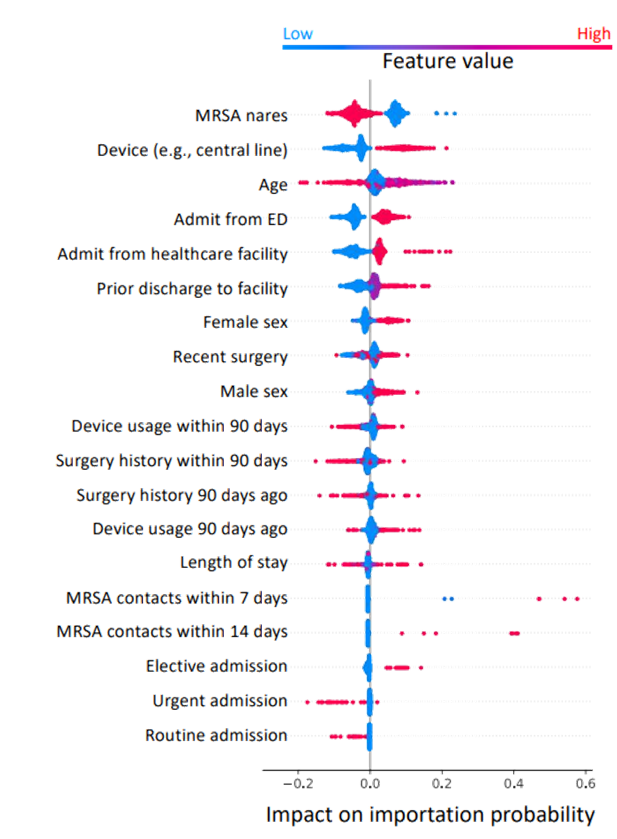 Low High
Feature value
MRSA nares
Device (e.g., central line)
Age
Admit from ED
Admit from healthcare facility
Prior discharge to facility
Female sex
Recent surgery
Male sex
Device usage within 90 days
Surgery history within 90 days
Surgery history 90 days ago
Device usage 90 days ago
Length of stay
MRSA contacts within 7 days
MRSA contacts within 14 days
Elective admission
Urgent admission
Routine admission
−0.2 0.0 0.2 0.4 0.6
Impact on importation probability